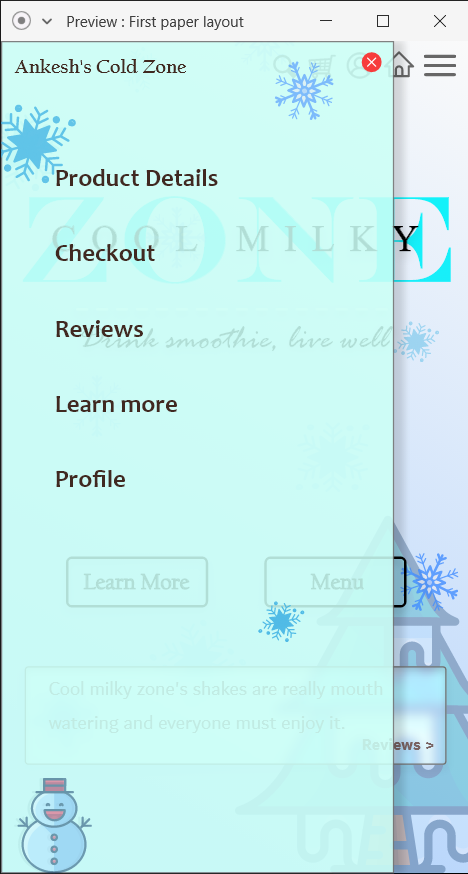 Preview : First paper layout
Ankesh's Cold Zone
Product Details
ZONE
COOL MILKY
Checkout
Reviews
Drink smoothie, live well
Learn more
Profile
Learn More
Menu
Cool milky zone's shakes are really mouth
watering and everyone must enjoy it.
Reviews >